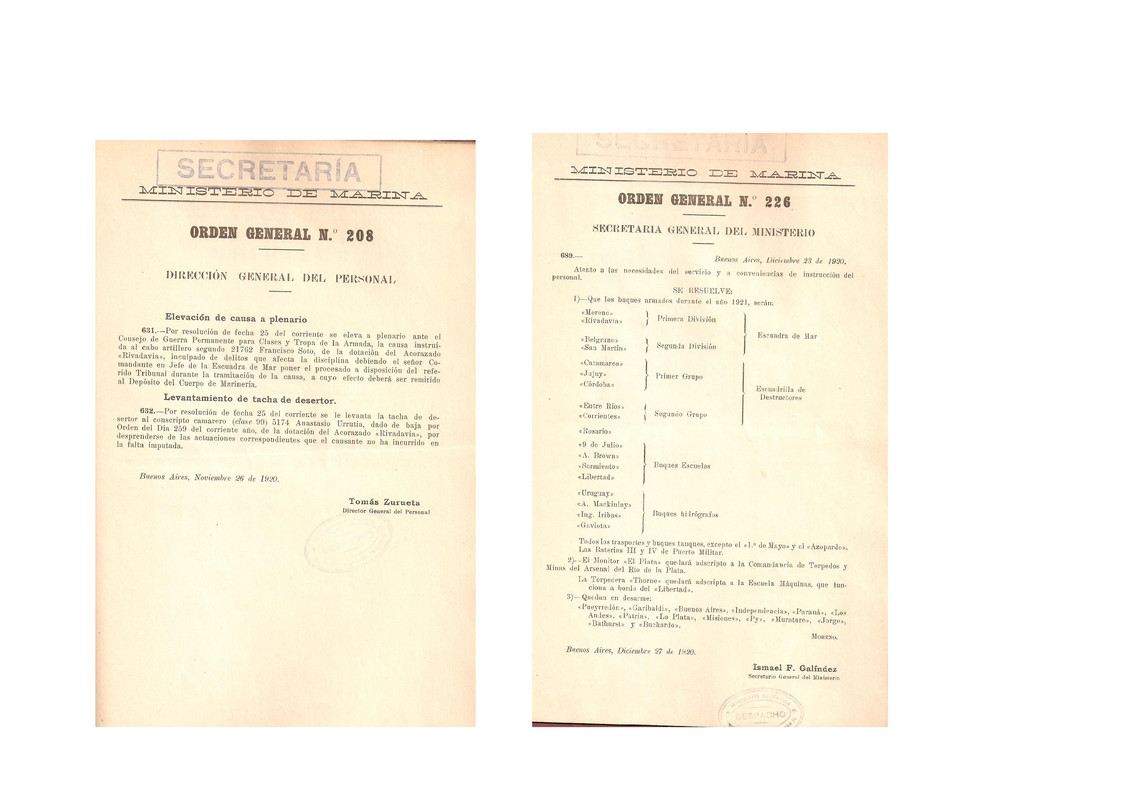 SECRETARÍA
MINISTERIO DE MARINA
ORDEN GENERAL N.º 208
DIRECCIÓN GENERAL DEL PERSONAL
Elevación de causa a plenario
631.—Por resolución de fecha 25 del corriente se eleva a plenario ante el
Consejo de Guerra Permanente para Clases y Tropa de la Armada, la causa instruí-
da al cabo artillero segundo 21762 Francisco Soto, de la dotación del Acorazado
«Rivadavia», inculpado de delitos que afecta la disciplina debiendo el señor Co-
mandante en Jefe de la Escuadra de Mar poner el procesado a disposición del refe-
rido Tribunal durante la tramitación de la causa, a cuyo efecto deberá ser remitido
al Depósito del Cuerpo de Marinería.
Levantamiento de tacha de desertor.
632.—Por resolución de fecha 25 del corriente se le levanta la tacha de de-
sertor al conscripto camarero (clase 99) 5174 Anastasio Urrutia, dado de baja por
Orden del Día 259 del corriente año, de la dotación del Acorazado «Rivadavia», por
desprenderse de las actuaciones correspondientes que el causante no ha incurrido en
la falta imputada.
Buenos Aires, Noviembre 26 de 1920.
Tomás Zurueta
Director General del Personal
SECRETARÍA
MINISTERIO DE MARINA
ORDEN GENERAL N.º 226
SECRETARIA GENERAL DEL MINISTERIO
689.—
Buenos Aires, Diciembre 23 de 1920.
Atento a las necesidades del servicio y a conveniencias de instrucción del
personal.
SE RESUELVE:
1)—Que los buques armados durante el año 1921, serán:
«Moreno»
«Rivadavia»
Primera División
«Belgrano»
«San Martín»
Segunda División
Escuadra de Mar
«Catamarca»
«Jujuy»
«Córdoba»
Primer Grupo
«Entre Ríos»
«Corrientes»
Segundo Grupo
Escuadrilla de
Destructores
«Rosario»
«9 de Julio»
«A. Brown»
«Sarmiento»
«Libertad»
Buques Escuelas
«Uruguay»
«A. Mackinlay»
«Ing. Iribas»
«Gaviota»
Buques hidrógrafos
Todos los trasportes y buques tanques, excepto el «1.º de Mayo» y el «Azopardo».
Las Baterías III y IV de Puerto Militar.
2)—El Monitor «El Plata» quedará adscripto a la Comandancia de Torpedos y
Minas del Arsenal del Río de la Plata.
La Torpedera «Thorne» quedará adscripta a la Escuela Máquinas, que fun-
ciona a bordo del «Libertad».
3)—Quedan en desarme:
«Pueyrredón», «Garibaldi», «Buenos Aires», «Independencia», «Paraná», «Los
Andes», «Patria», «La Plata», «Misiones», «Py», «Murature», «Jorge»,
«Bathurst» y «Buchardo».
MORENO.
Buenos Aires, Diciembre 27 de 1920.
Ismael F. Galíndez
Secretario General del Ministerio
DESPACHO